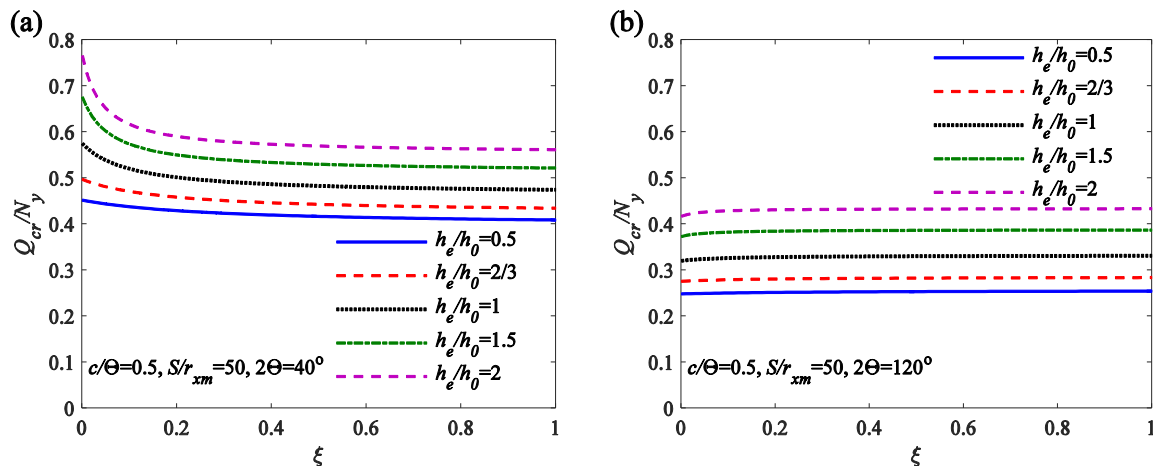 (a)
0.8
0.7
0.6
0.5
0.4
0.3
0.2
0.1
0
Q_cr/N_y
h_e/h_0=0.5
h_e/h_0=2/3
h_e/h_0=1
h_e/h_0=1.5
h_e/h_0=2
c/Θ=0.5, S/r_xm=50, 2Θ=40°
0 0.2 0.4 0.6 0.8 1
ξ
(b)
0.8
0.7
0.6
0.5
0.4
0.3
0.2
0.1
0
Q_cr/N_y
h_e/h_0=0.5
h_e/h_0=2/3
h_e/h_0=1
h_e/h_0=1.5
h_e/h_0=2
c/Θ=0.5, S/r_xm=50, 2Θ=120°
0 0.2 0.4 0.6 0.8 1
ξ